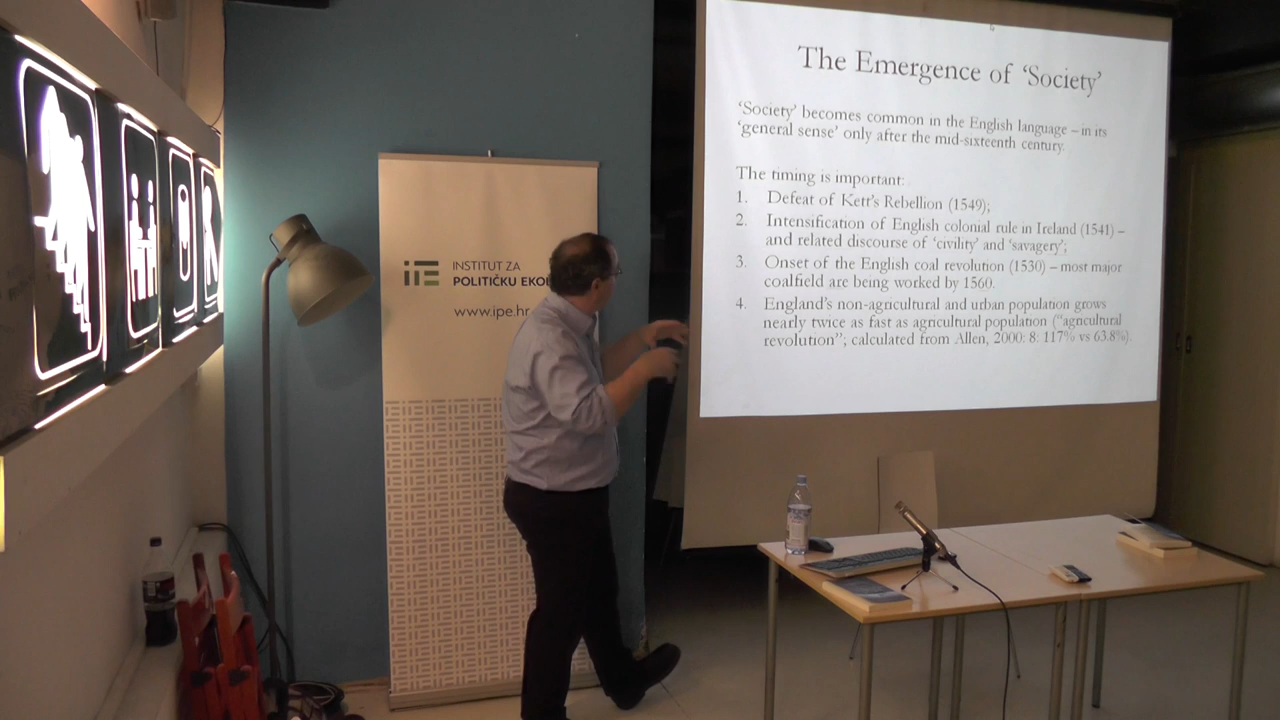 The Emergence of ‘Society’
‘Society’ becomes common in the English language – in its
‘general sense’ only after the mid-sixteenth century.
The timing is important:
1. Defeat of Kett’s Rebellion (1549);
2. Intensification of English colonial rule in Ireland (1541) –
and related discourse of ‘civility’ and ‘savagery’;
3. Onset of the English coal revolution (1530) – most major
coalfield are being worked by 1560.
4. England’s non-agricultural and urban population grows
nearly twice as fast as agricultural population (“agricultural
revolution”; calculated from Allen, 2000: 8: 117% vs 63.8%).
INSTITUT ZA
POLITIČKU
www.ipe.hr